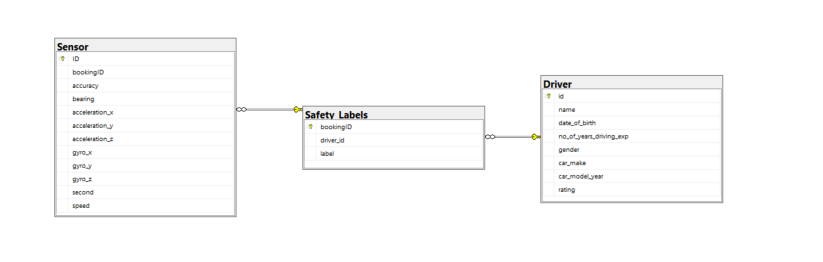 Sensor
ID
bookingID
accuracy
bearing
acceleration_x
acceleration_y
acceleration_z
gyro_x
gyro_y
gyro_z
second
speed
Safety_Labels
bookingID
driver_id
label
Driver
id
name
date_of_birth
no_of_years_driving_exp
gender
car_make
car_model_year
rating